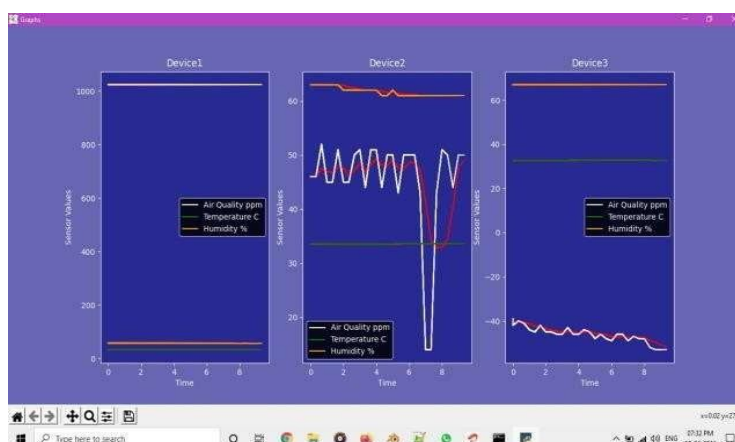 Graphs
Device1
Device2
Device3
1000
800
600
400
200
0
Sensor Values
0 2 4 6 8
Time
Air Quality ppm
Temperature C
Humidity %
60
50
40
30
20
Sensor Values
0 2 4 6 8
Time
Air Quality ppm
Temperature C
Humidity %
60
40
20
0
−20
−40
Sensor Values
0 2 4 6 8
Time
Air Quality ppm
Temperature C
Humidity %
x=0.02 y=27
Type here to search
ENG
07:32 PM